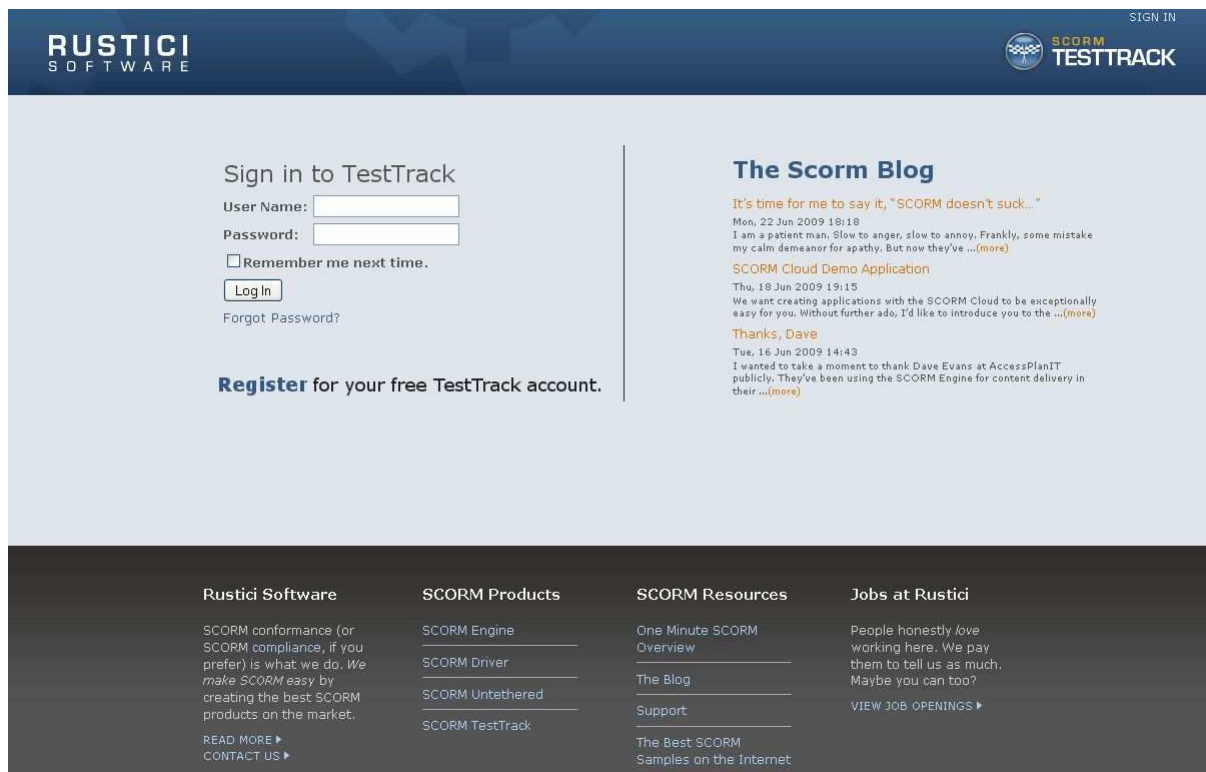 SIGN IN
RUSTICI
SOFTWARE
SCORM
TESTTRACK
Sign in to TestTrack
User Name:
Password:
Remember me next time.
Log In
Forgot Password?
Register for your free TestTrack account.
The Scorm Blog
It's time for me to say it, "SCORM doesn't suck..."
Mon, 22 Jun 2009 18:18
I am a patient man. Slow to anger, slow to annoy. Frankly, some mistake
my calm demeanor for apathy. But now they've ...(more)
SCORM Cloud Demo Application
Thu, 18 Jun 2009 19:15
We want creating applications with the SCORM Cloud to be exceptionally
easy for you. Without further ado, I'd like to introduce you to the ...(more)
Thanks, Dave
Tue, 16 Jun 2009 14:43
I wanted to take a moment to thank Dave Evans at AccessPlanIT
publicly. They've been using the SCORM Engine for content delivery in
their ...(more)
Rustici Software
SCORM conformance (or
SCORM compliance, if you
prefer) is what we do. We
make SCORM easy by
creating the best SCORM
products on the market.
READ MORE
CONTACT US
SCORM Products
SCORM Engine
SCORM Driver
SCORM Untethered
SCORM TestTrack
SCORM Resources
One Minute SCORM
Overview
The Blog
Support
The Best SCORM
Samples on the Internet
Jobs at Rustici
People honestly love
working here. We pay
them to tell us as much.
Maybe you can too?
VIEW JOB OPENINGS